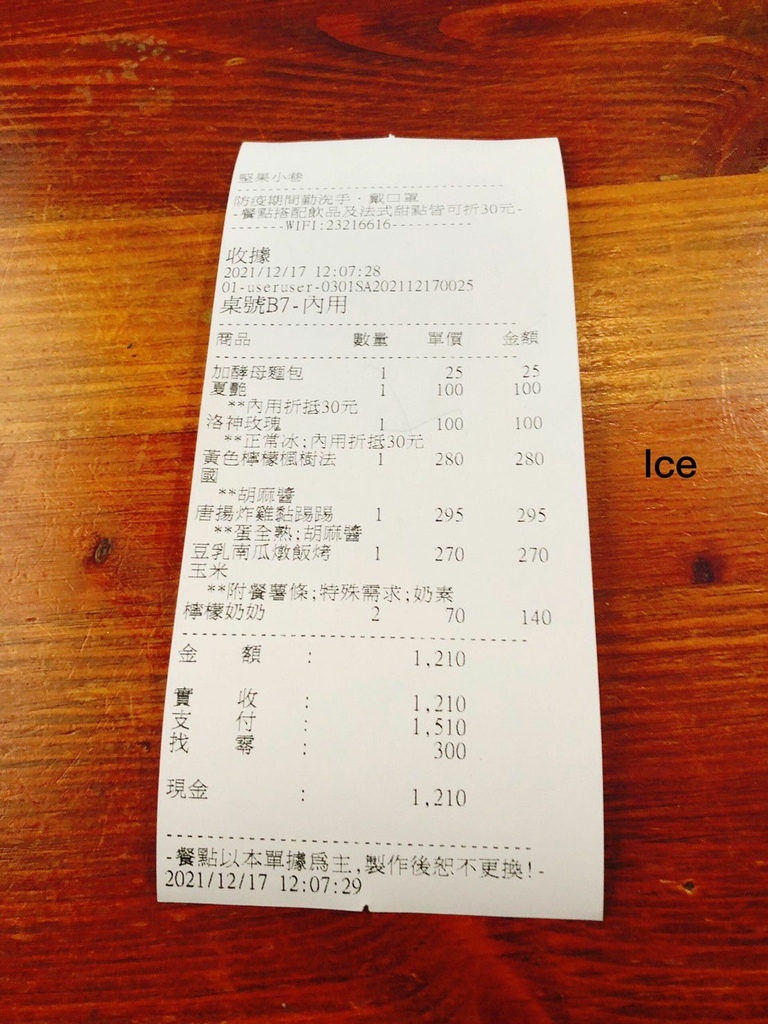 堅果小巷
防疫期間勤洗手．戴口罩
-餐點搭配飲品及法式甜點皆可折30元-
--------WIFI:23216616-----------
收據
2021/12/17 12:07:28
01-useruser-0301SA202112170025
桌號B7-內用
商品 數量 單價 金額
加酵母麵包 1 25 25
夏艷 1 100 100
**內用折抵30元
洛神玫瑰 1 100 100
**正常冰;內用折抵30元
黃色檸檬楓樹法 1 280 280
國
**胡麻醬
唐揚炸雞黏踢踢 1 295 295
**蛋全熟;胡麻醬
豆乳南瓜燉飯烤 1 270 270
玉米
**附餐薯條;特殊需求;奶素
檸檬奶奶 2 70 140
金額 : 1,210
實收 : 1,210
支付 : 1,510
找零 : 300
現金 : 1,210
-餐點以本單據為主,製作後恕不更換!-
2021/12/17 12:07:29
Ice